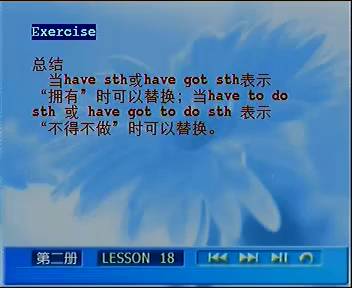 Exercise
总结
当have sth或have got sth表示
“拥有”时可以替换；当have to do
sth 或 have got to do sth 表示
“不得不做”时可以替换。
第二册 LESSON 18